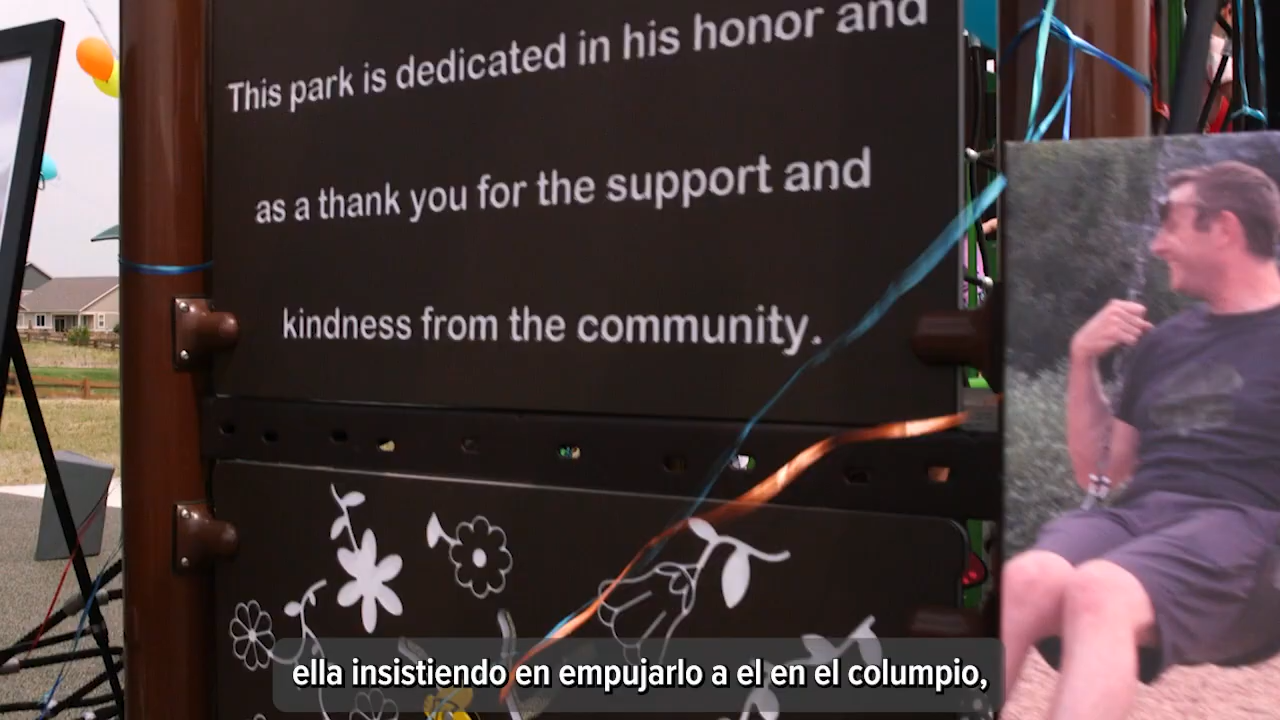 This park is dedicated in his honor and
as a thank you for the support and
kindness from the community.
ella insistiendo en empujarlo a el en el columpio,